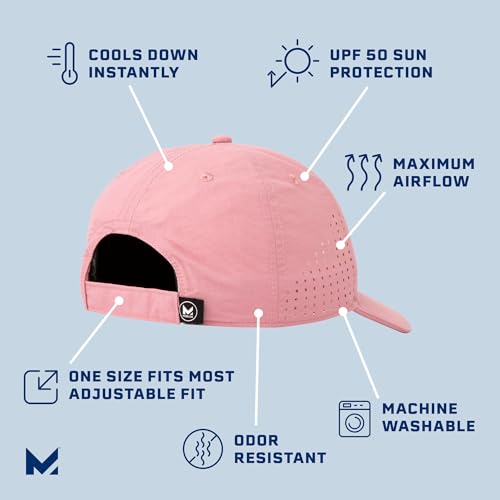 COOLS DOWN
INSTANTLY
UPF 50 SUN
PROTECTION
MAXIMUM
AIRFLOW
ONE SIZE FITS MOST
ADJUSTABLE FIT
ODOR
RESISTANT
MACHINE
WASHABLE
M